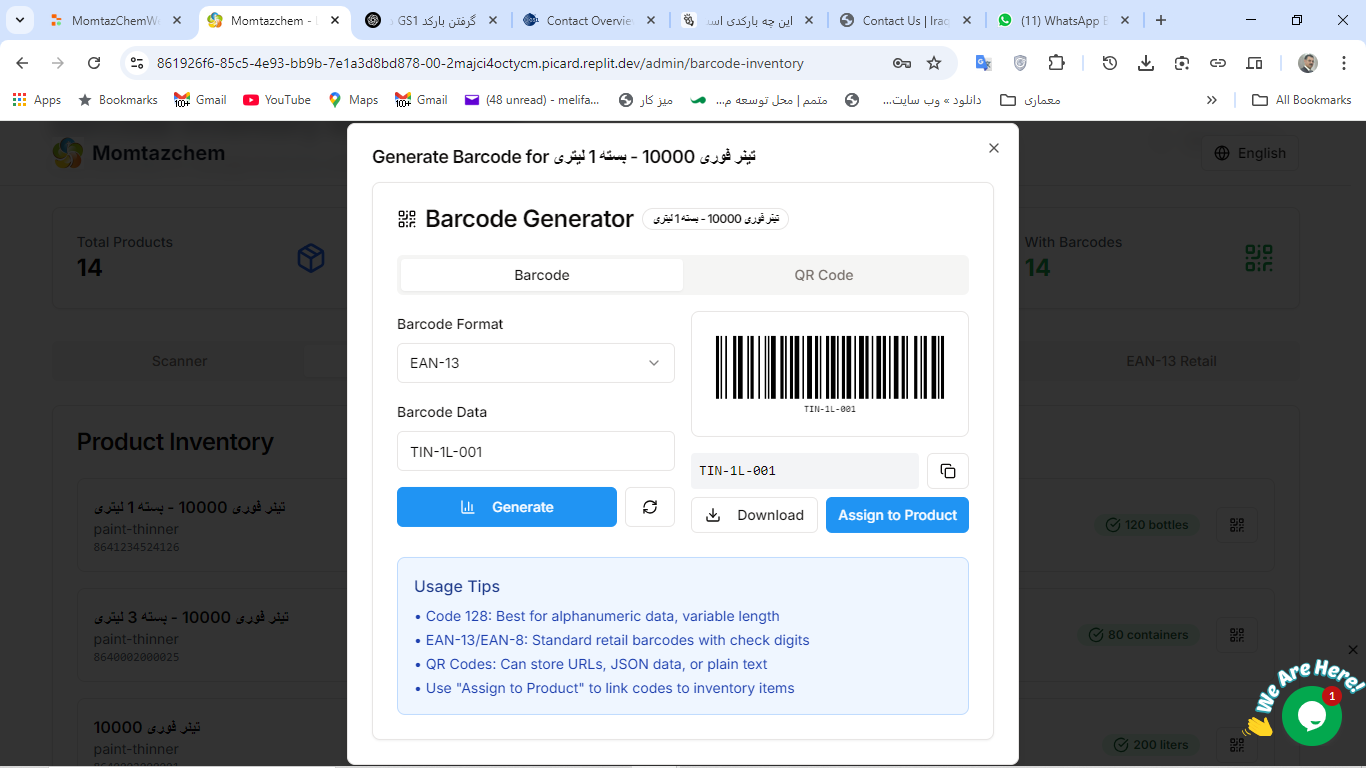 MomtazChemWe
Momtazchem - L
گرفتن بارکد GS1
Contact Overvie
این چه بارکدی اسـ
Contact Us | Iraq
(11) WhatsApp B
861926f6-85c5-4e93-bb9b-7e1a3d8bd878-00-2majci4octycm.picard.replit.dev/admin/barcode-inventory
Apps
Bookmarks
Gmail
YouTube
Maps
Gmail
(48 unread) - melifa...
میز کار
متمم | محل توسعه م...
دانلود » وب سایت...
معماری
All Bookmarks
Momtazchem
English
Total Products
14
With Barcodes
14
Scanner
EAN-13 Retail
Product Inventory
تینر فوری 10000 - بسته 1 لیتری
paint-thinner
8641234524126
120 bottles
تینر فوری 10000 - بسته 3 لیتری
paint-thinner
8640002000025
80 containers
تینر فوری 10000
paint-thinner
200 liters
Generate Barcode for تینر فوری 10000 - بسته 1 لیتری
Barcode Generator
تینر فوری 10000 - بسته 1 لیتری
Barcode
QR Code
Barcode Format
EAN-13
Barcode Data
TIN-1L-001
Generate
TIN-1L-001
TIN-1L-001
Download
Assign to Product
Usage Tips
• Code 128: Best for alphanumeric data, variable length
• EAN-13/EAN-8: Standard retail barcodes with check digits
• QR Codes: Can store URLs, JSON data, or plain text
• Use "Assign to Product" to link codes to inventory items
We Are Here!
1